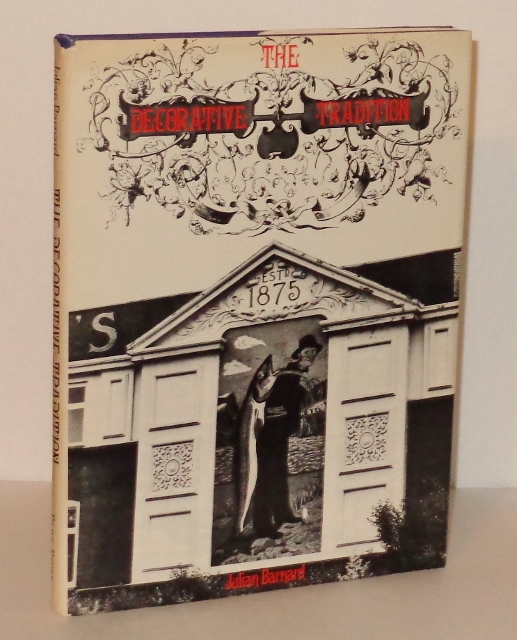 THE
DECORATIVE TRADITION
ESTD
1875
'S
Julian Barnard
Julian Barnard THE DECORATIVE TRADITION